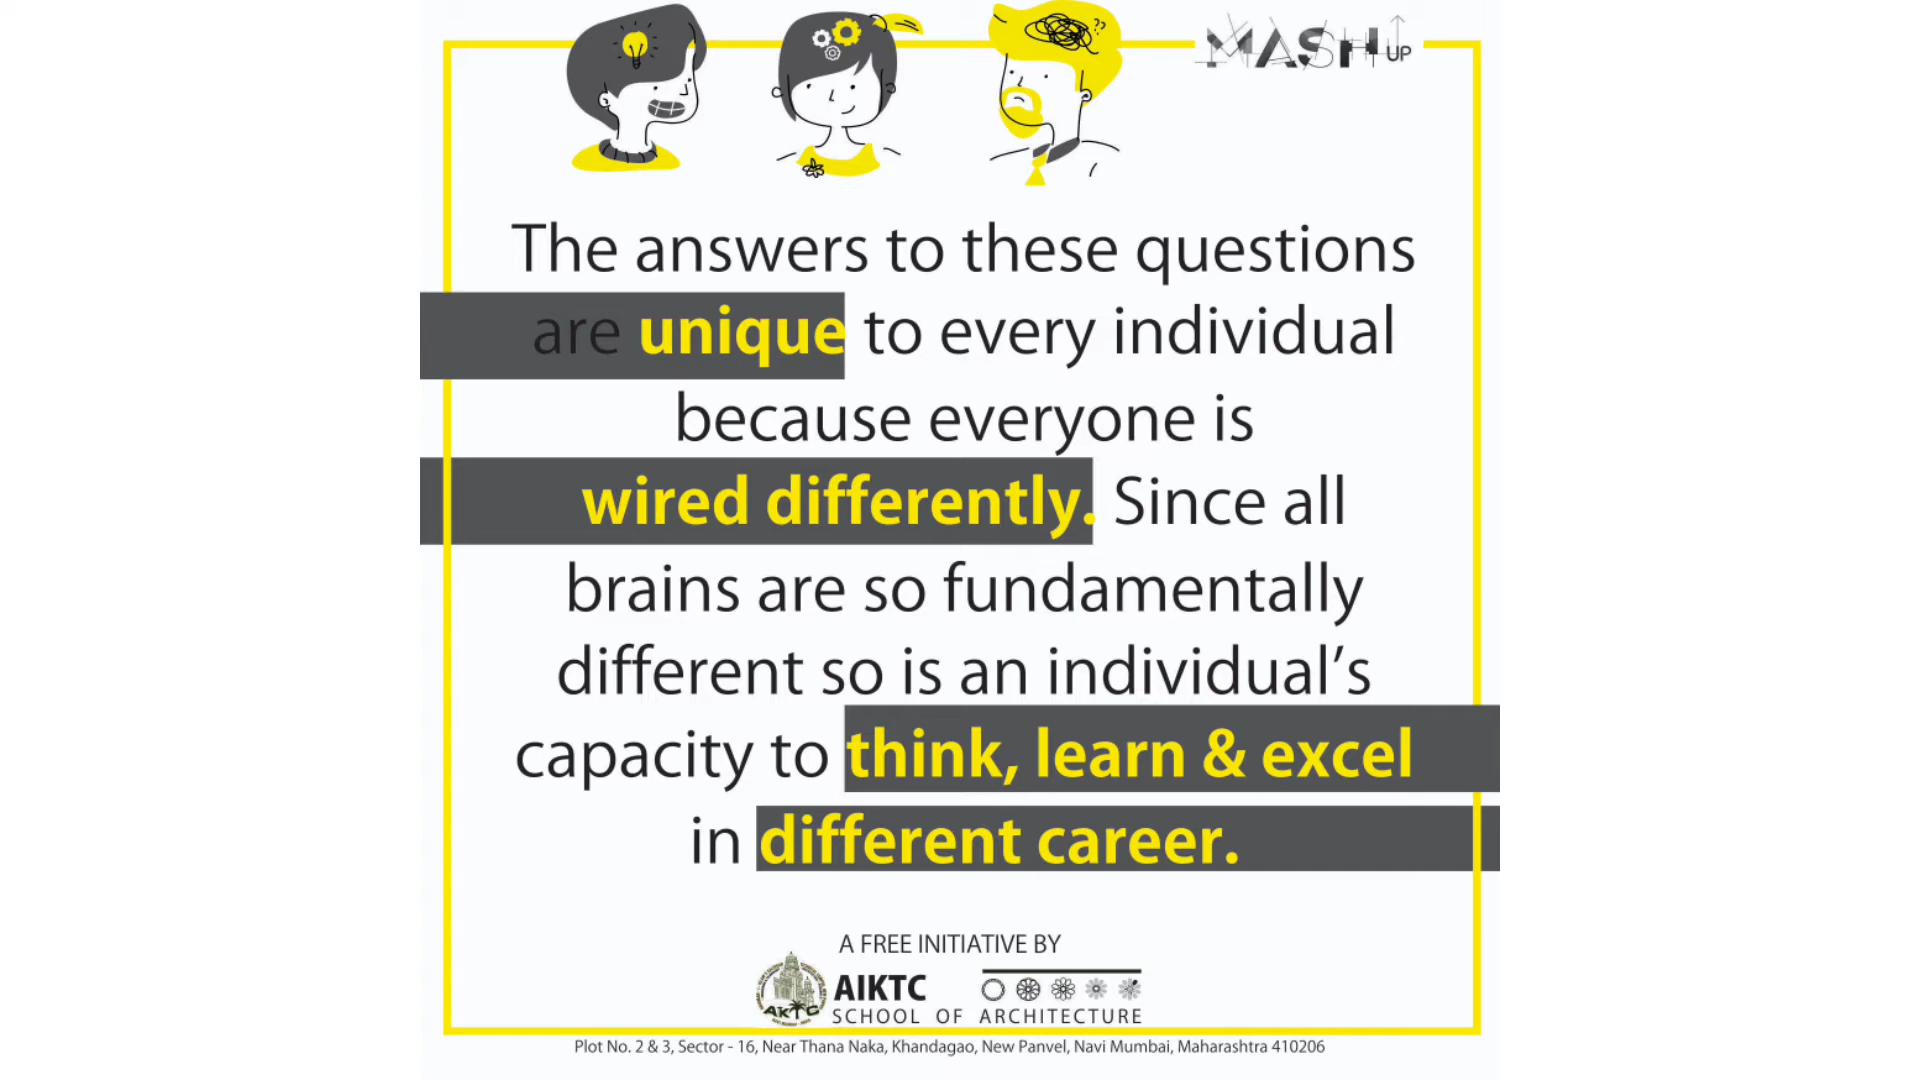 MASH UP
The answers to these questions
are unique to every individual
because everyone is
wired differently. Since all
brains are so fundamentally
different so is an individual’s
capacity to think, learn & excel
in different career.
A FREE INITIATIVE BY
AIKTC
SCHOOL OF ARCHITECTURE
AKTC
Plot No. 2 & 3, Sector - 16, Near Thana Naka, Khandagao, New Panvel, Navi Mumbai, Maharashtra 410206